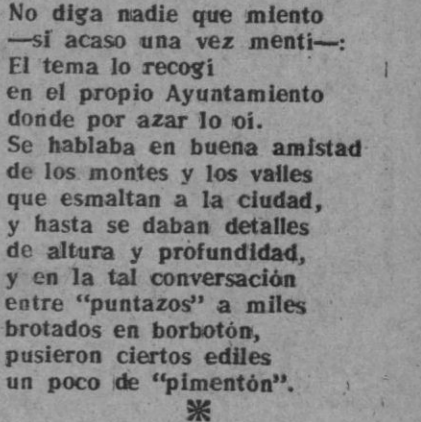 No diga nadie que miento
—si acaso una vez mentí—:
El tema lo recogí
en el propio Ayuntamiento
donde por azar lo oí.
Se hablaba en buena amistad
de los montes y los valles
que esmaltan a la ciudad,
y hasta se daban detalles
de altura y profundidad,
y en la tal conversación
entre "puntazos" a miles
brotados en borbotón,
pusieron ciertos ediles
un poco de "pimentón".